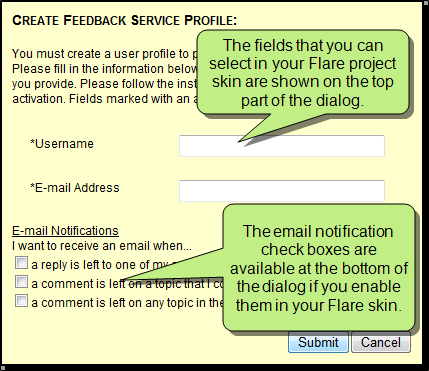 CREATE FEEDBACK SERVICE PROFILE:
You must create a user profile to p
Please fill in the information below
you provide. Please follow the inst
activation. Fields marked with an a
The fields that you can
select in your Flare project
skin are shown on the top
part of the dialog.
*Username
*E-mail Address
E-mail Notifications
I want to receive an email when...
a reply is left to one of my
a comment is left on a topic that I co
a comment is left on any topic in the
The email notification
check boxes are
available at the bottom of
the dialog if you enable
them in your Flare skin.
Submit Cancel